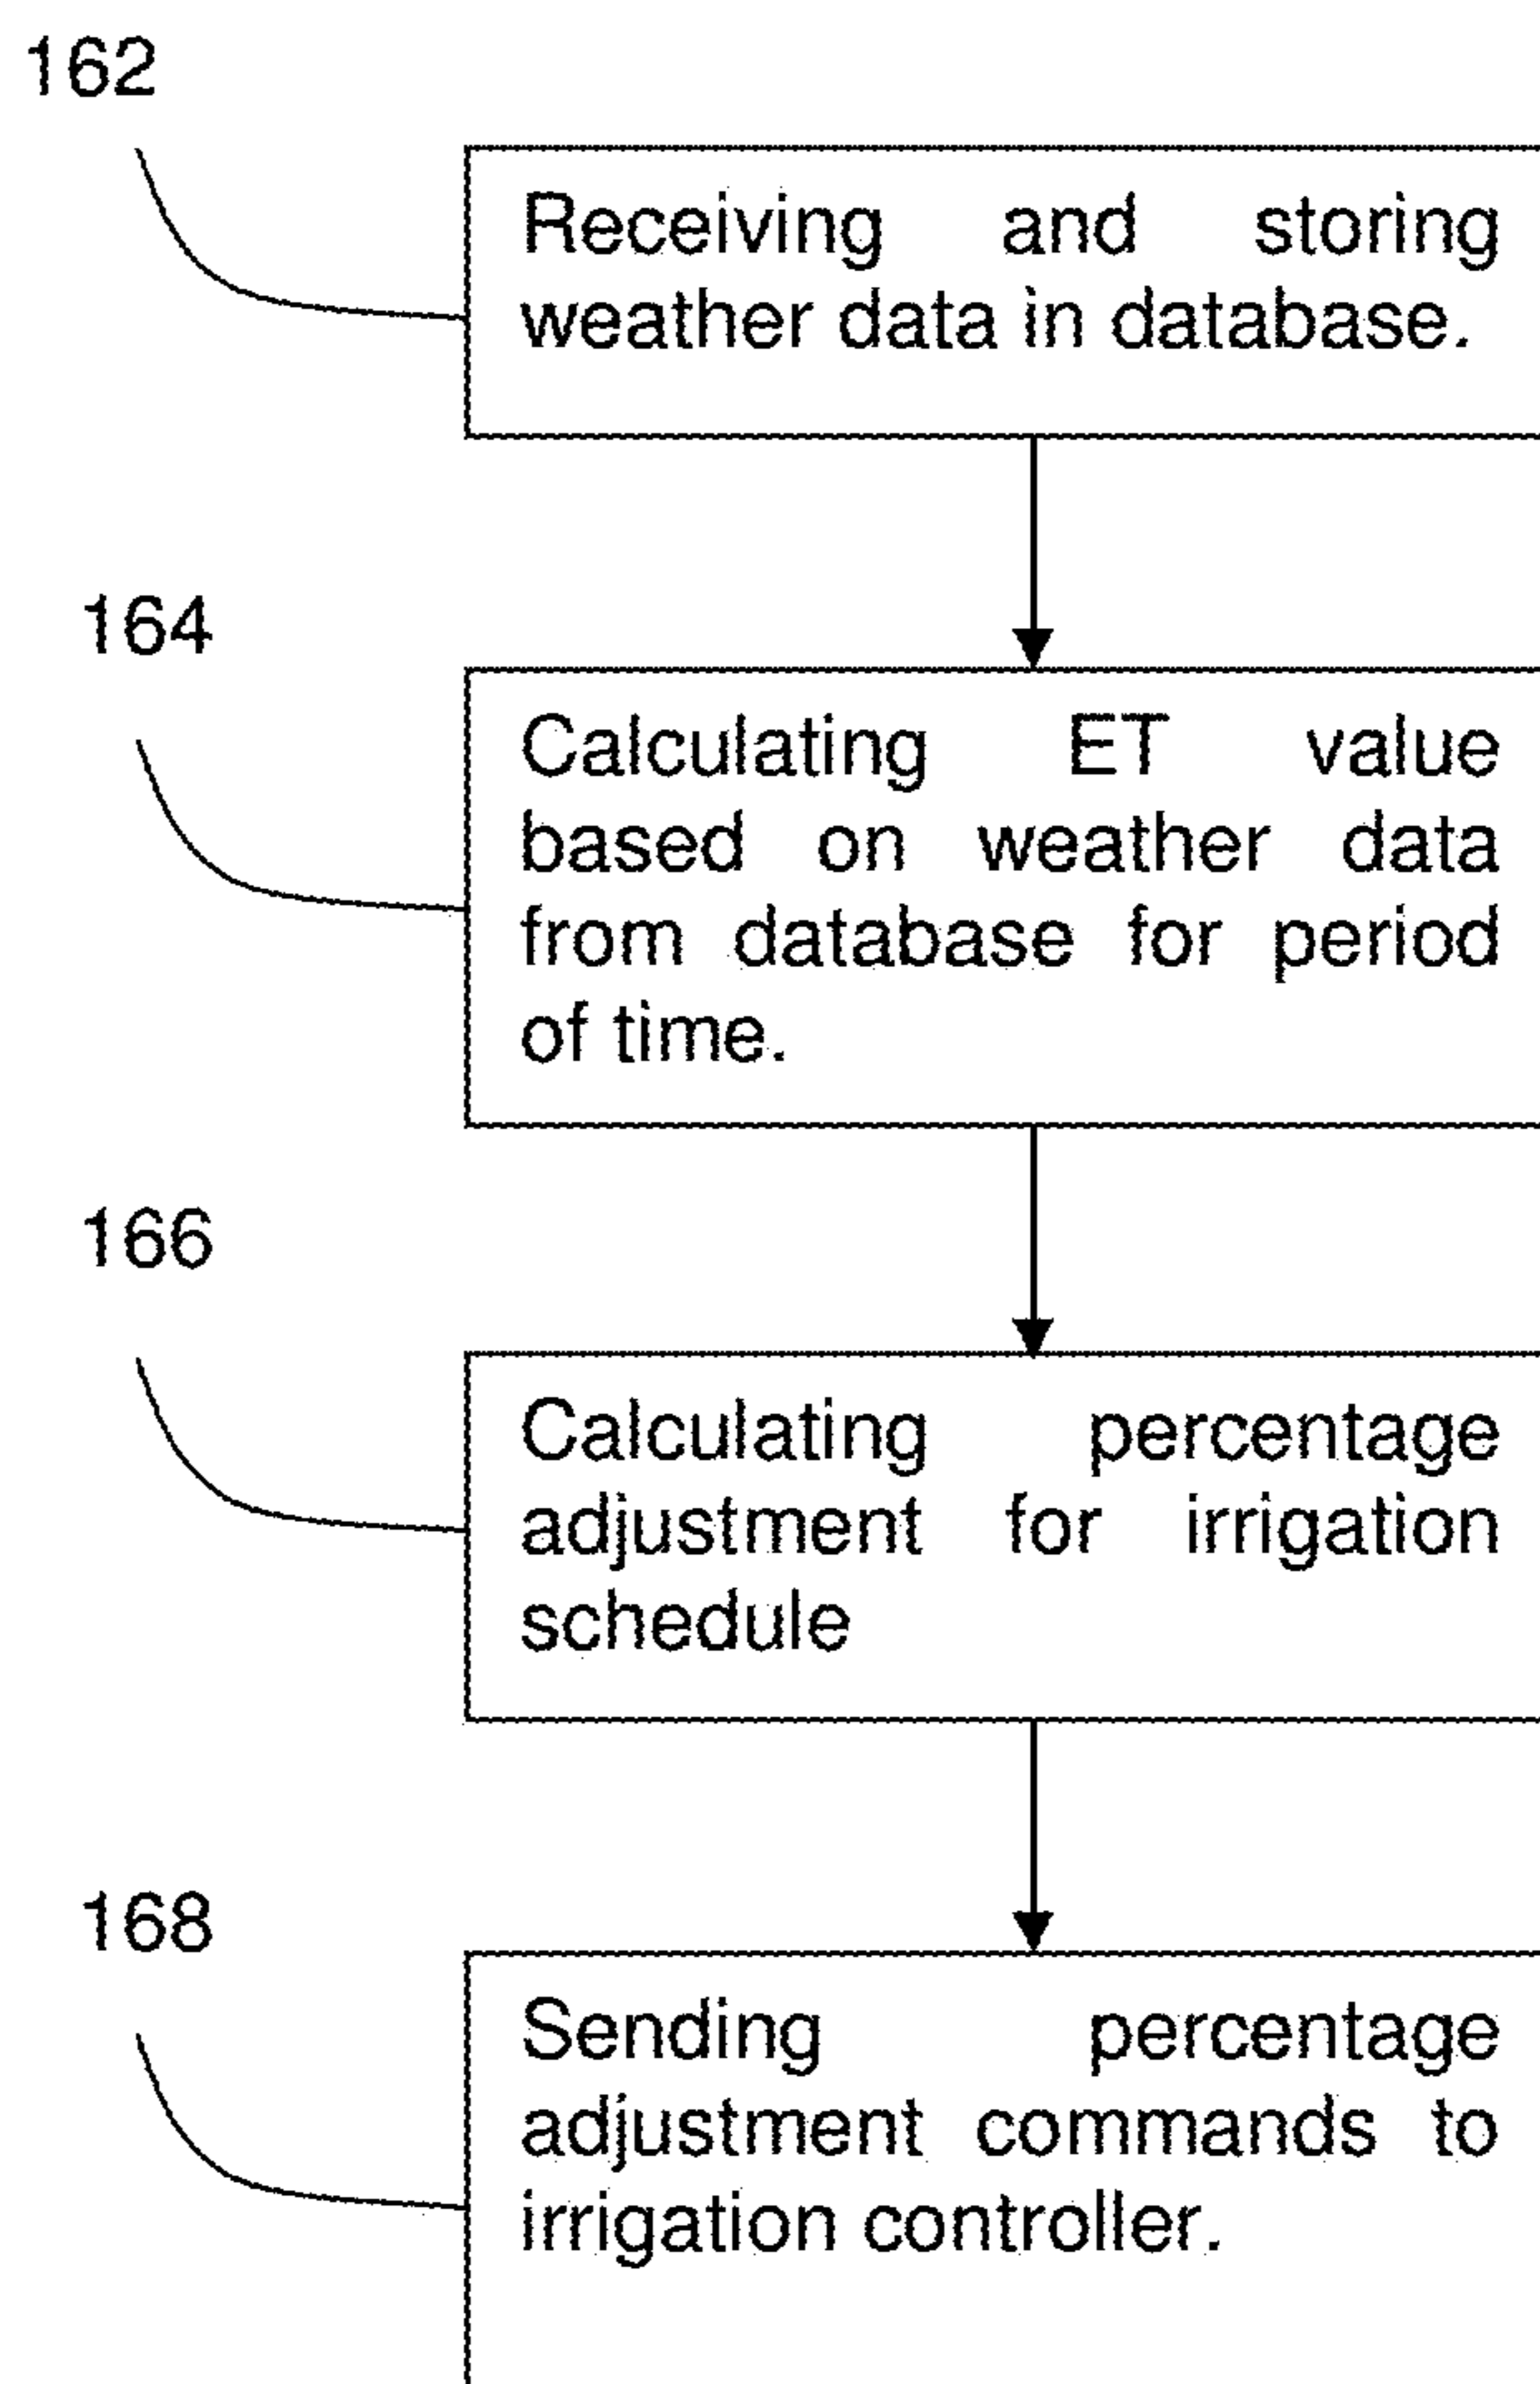 162
Receiving and storing
weather data in database.
164
Calculating ET value
based on weather data
from database for period
of time.
166
Calculating percentage
adjustment for irrigation
schedule
168
Sending percentage
adjustment commands to
irrigation controller.